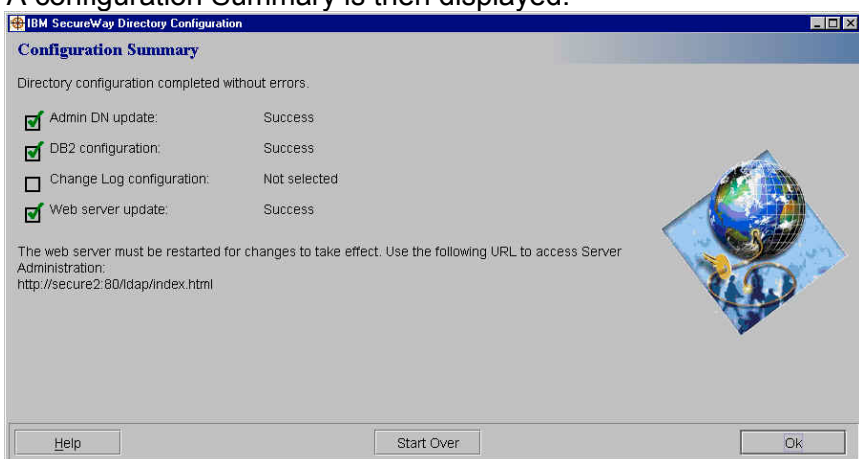 A configuration Summary is then displayed.
IBM SecureWay Directory Configuration
Configuration Summary
Directory configuration completed without errors.
Admin DN update: Success
DB2 configuration: Success
Change Log configuration: Not selected
Web server update: Success
The web server must be restarted for changes to take effect. Use the following URL to access Server
Administration:
http://secure2:80/ldap/index.html
Help Start Over Ok